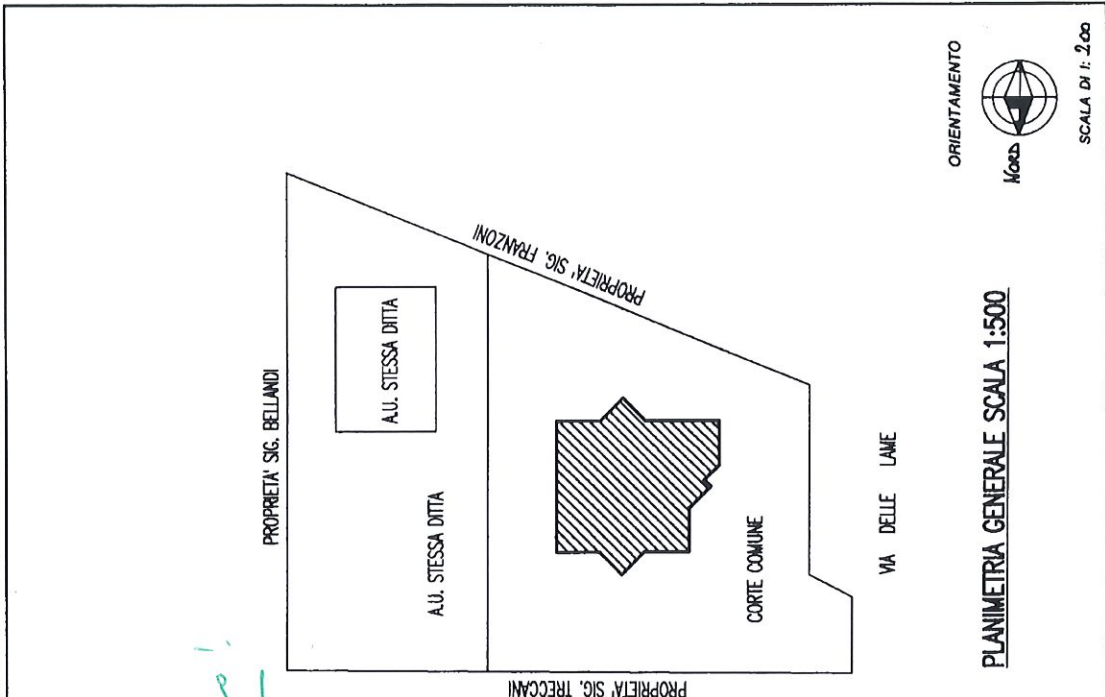 PROPRIETA' SIG. BELLANDI
A.U. STESSA DITTA
A.U. STESSA DITTA
PROPRIETA' SIG. FRANZONI
PROPRIETA' SIG. TRECCANI
CORTE COMUNE
VIA DELLE LAME
PLANIMETRIA GENERALE SCALA 1:500
ORIENTAMENTO
NORD
SCALA DI 1: 200